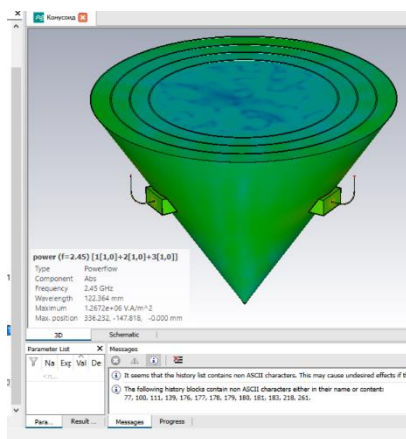 Конусоид
power (f=2.45) [1[1,0]+2[1,0]+3[1,0]]
Type Powerflow
Component Abs
Frequency 2.45 GHz
Wavelength 122.364 mm
Maximum 1.2672e+06 V.A/m^2
Max. position 336.232, -147.818, -0.000 mm
3D Schematic
Parameter List Messages
Na Exp Val De
It seems that the history list contains non ASCII characters. This may cause undesired effects if t
The following history blocks contain non ASCII characters either in their name or content:
77, 100, 111, 139, 176, 177, 178, 179, 180, 181, 183, 218, 261.
Para... Result ... Messages Progress